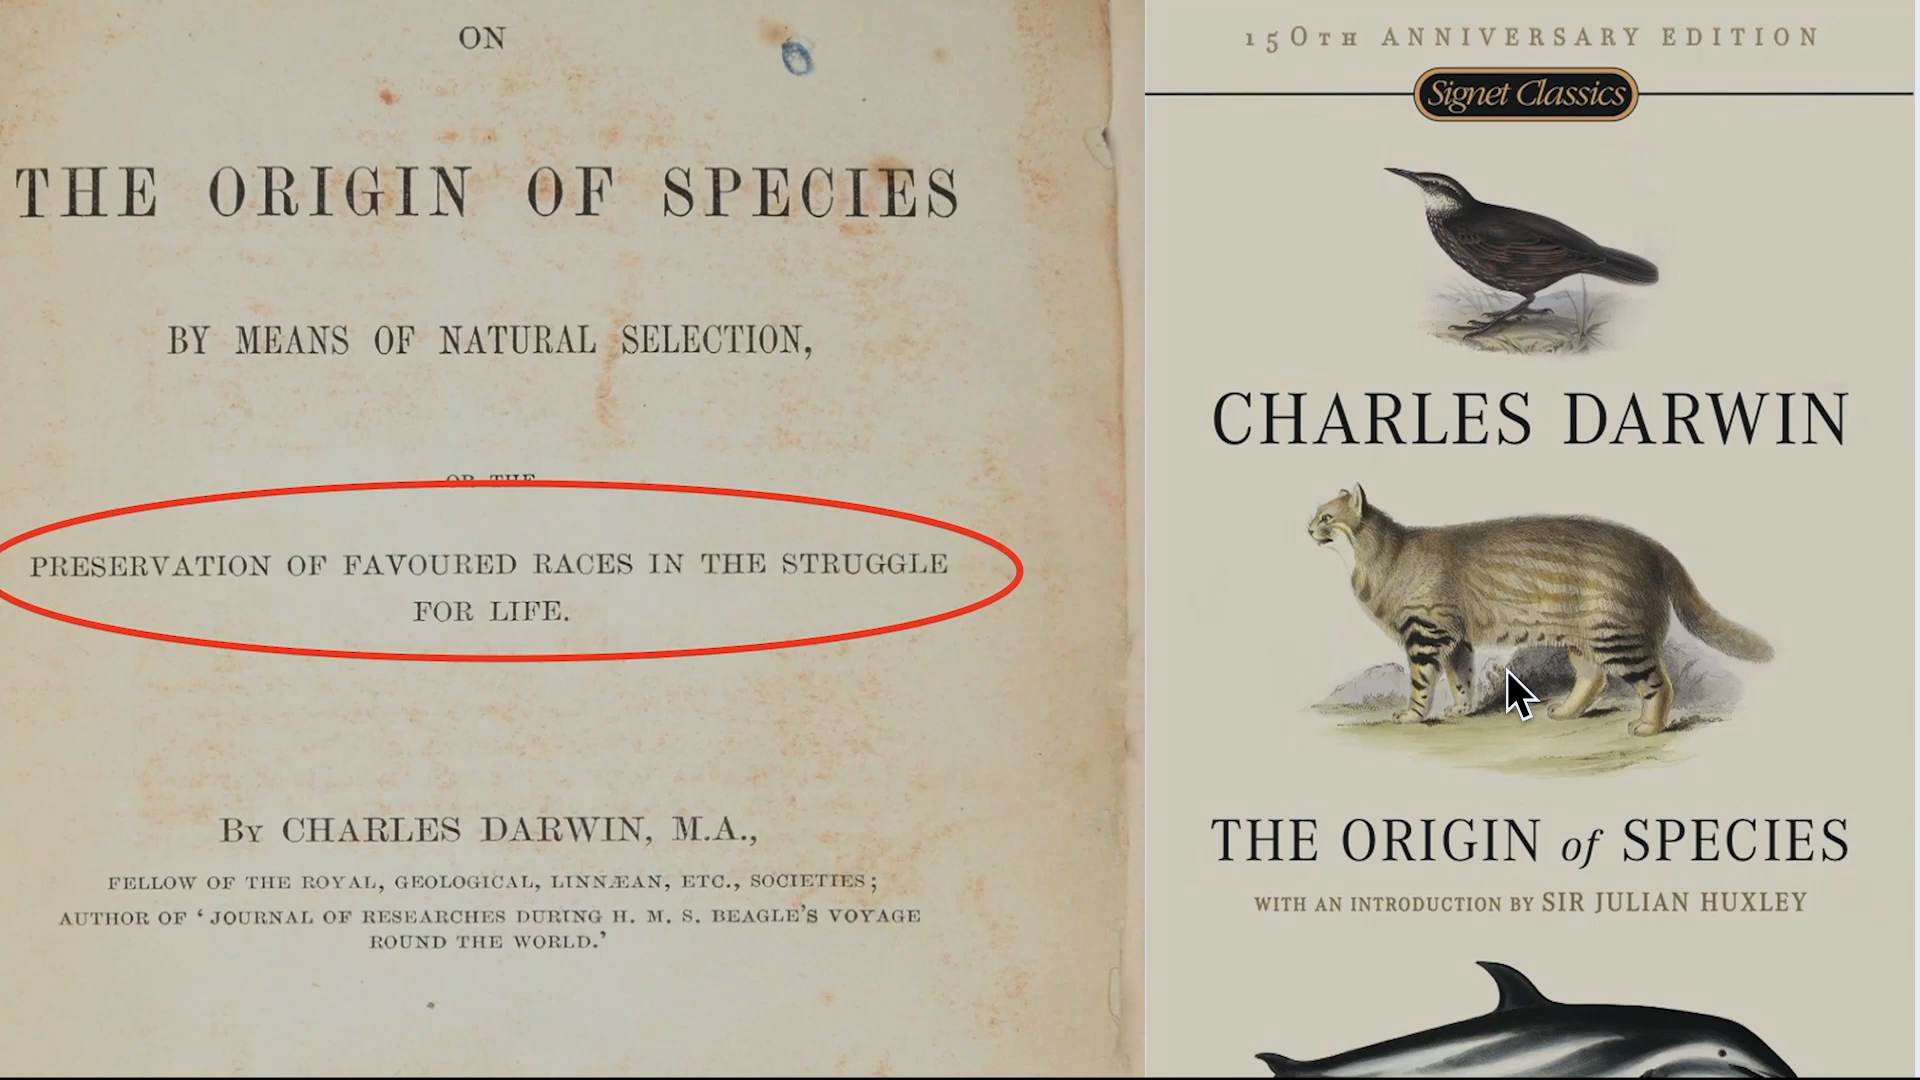 ON
THE ORIGIN OF SPECIES
BY MEANS OF NATURAL SELECTION,
OR THE
PRESERVATION OF FAVOURED RACES IN THE STRUGGLE
FOR LIFE.
BY CHARLES DARWIN, M.A.,
FELLOW OF THE ROYAL, GEOLOGICAL, LINNÆAN, ETC., SOCIETIES;
AUTHOR OF ‘JOURNAL OF RESEARCHES DURING H. M. S. BEAGLE’S VOYAGE
ROUND THE WORLD.’
150TH ANNIVERSARY EDITION
Signet Classics
CHARLES DARWIN
THE ORIGIN of SPECIES
WITH AN INTRODUCTION BY SIR JULIAN HUXLEY